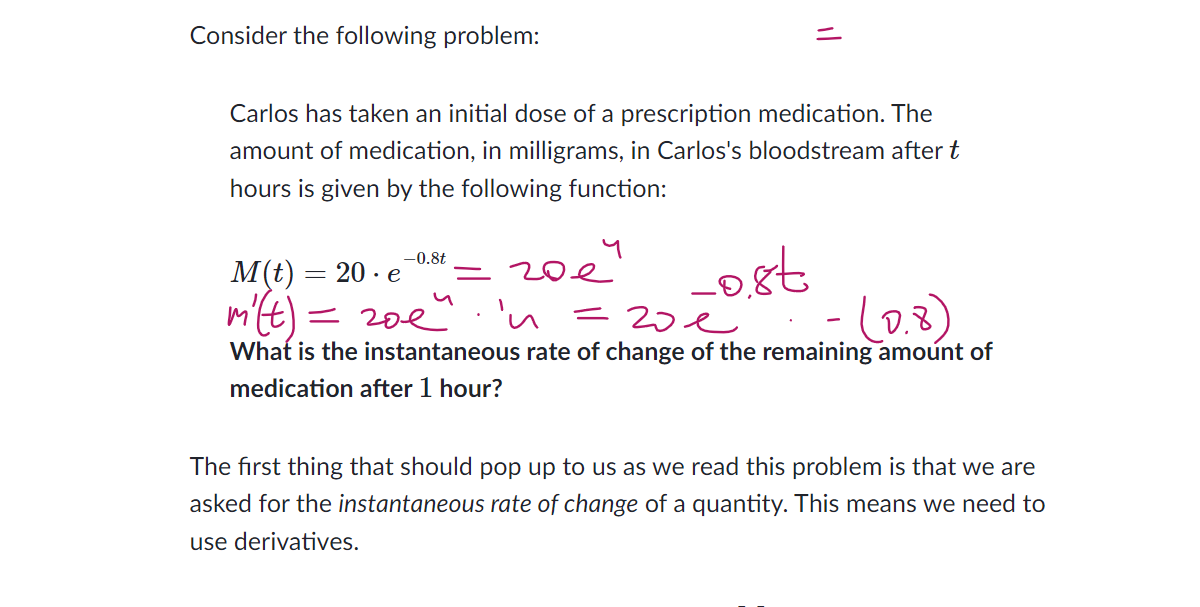 Consider the following problem: =
Carlos has taken an initial dose of a prescription medication. The
amount of medication, in milligrams, in Carlos's bloodstream after t
hours is given by the following function:
M(t) = 20 · e^{-0.8t} = 20e^u
m'(t) = 20e^u · 'u = 20e^{-0.8t} · -(0.8)
What is the instantaneous rate of change of the remaining amount of
medication after 1 hour?
The first thing that should pop up to us as we read this problem is that we are
asked for the instantaneous rate of change of a quantity. This means we need to
use derivatives.